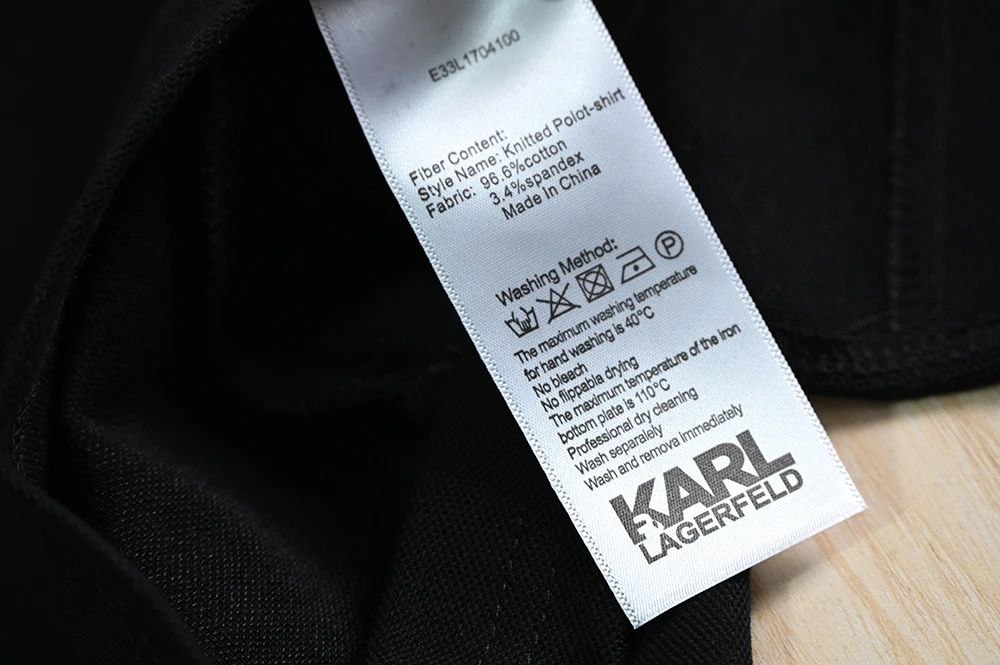 E33L1704100
Fiber Content:
Style Name: Knitted Polot-shirt
Fabric: 96.6%cotton
3.4%spandex
Made In China
Washing Method:
P
The maximum washing temperature
for hand washing is 40°C
No bleach
No flippable drying
The maximum temperature of the iron
bottom plate is 110°C
Professional dry cleaning
Wash separately
Wash and remova immediately
KARL
LAGERFELD